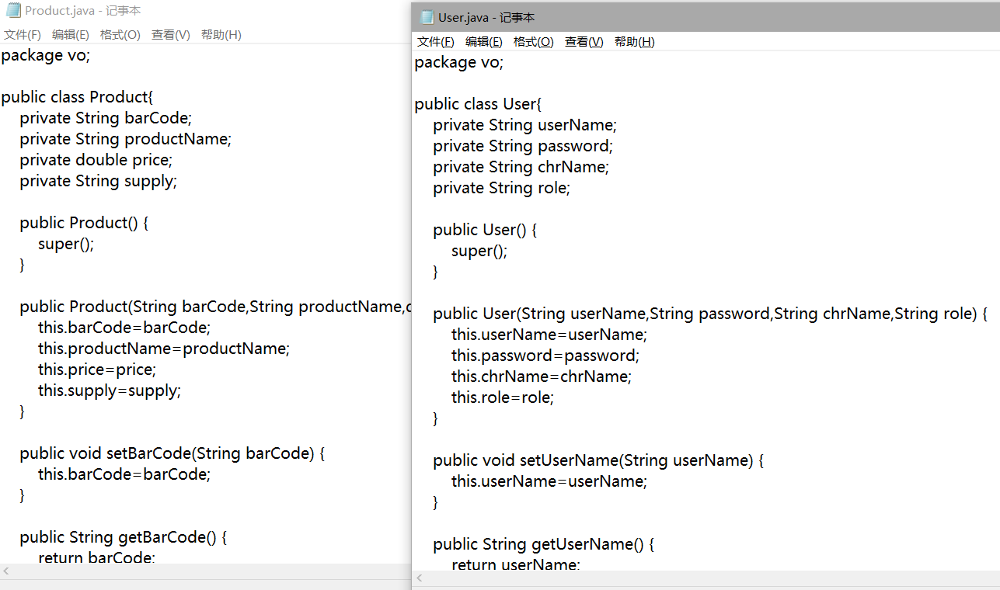 Product.java - 记事本
文件(F) 编辑(E) 格式(O) 查看(V) 帮助(H)
package vo;
public class Product{
private String barCode;
private String productName;
private double price;
private String supply;
public Product() {
super();
}
public Product(String barCode,String productName,
this.barCode=barCode;
this.productName=productName;
this.price=price;
this.supply=supply;
}
public void setBarCode(String barCode) {
this.barCode=barCode;
}
public String getBarCode() {
return barCode;
User.java - 记事本
文件(F) 编辑(E) 格式(O) 查看(V) 帮助(H)
package vo;
public class User{
private String userName;
private String password;
private String chrName;
private String role;
public User() {
super();
}
public User(String userName,String password,String chrName,String role) {
this.userName=userName;
this.password=password;
this.chrName=chrName;
this.role=role;
}
public void setUserName(String userName) {
this.userName=userName;
}
public String getUserName() {
return userName;